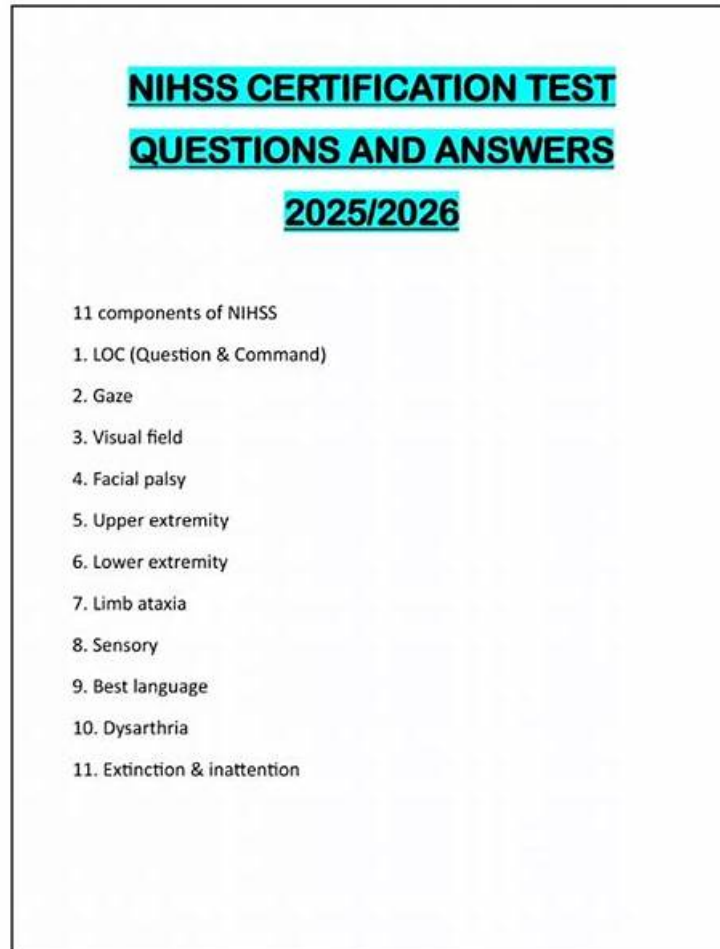 NIHSS CERTIFICATION TEST
QUESTIONS AND ANSWERS
2025/2026
11 components of NIHSS
1. LOC (Question & Command)
2. Gaze
3. Visual field
4. Facial palsy
5. Upper extremity
6. Lower extremity
7. Limb ataxia
8. Sensory
9. Best language
10. Dysarthria
11. Extinction & inattention